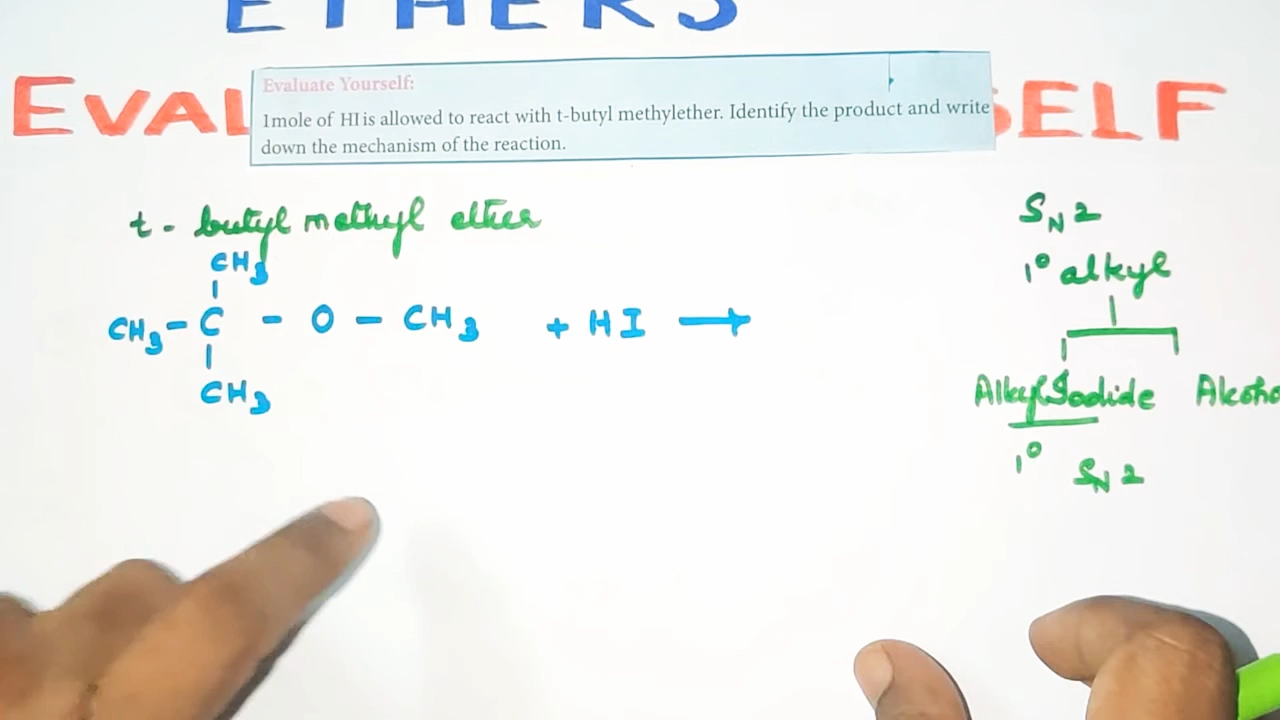 ETHERS
EVAL
SELF
Evaluate Yourself:
1mole of HI is allowed to react with t-butyl methylether. Identify the product and write
down the mechanism of the reaction.
t - butyl methyl ether
CH3
CH3 - C - O - CH3 + HI →
CH3
SN2
1° alkyl
Alkyl Iodide Alcoho
1° SN2